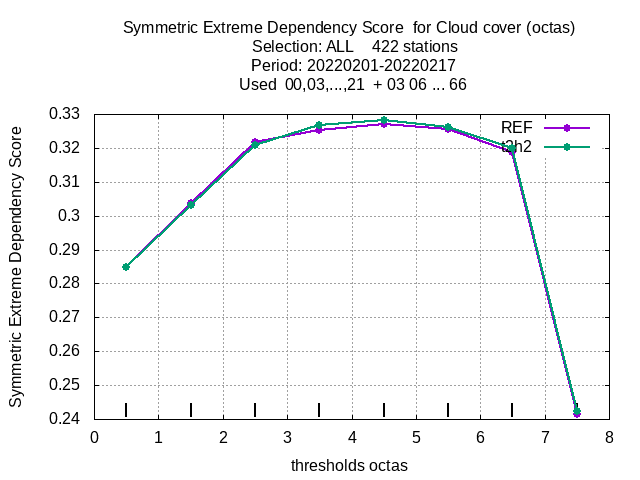 Symmetric Extreme Dependency Score for Cloud cover (octas)
Selection: ALL 422 stations
Period: 20220201-20220217
Used 00,03,...,21 + 03 06 ... 66
Symmetric Extreme Dependency Score
0.33
0.32
0.31
0.3
0.29
0.28
0.27
0.26
0.25
0.24
REF
0 1 2 3 4 5 6 7 8
thresholds octas